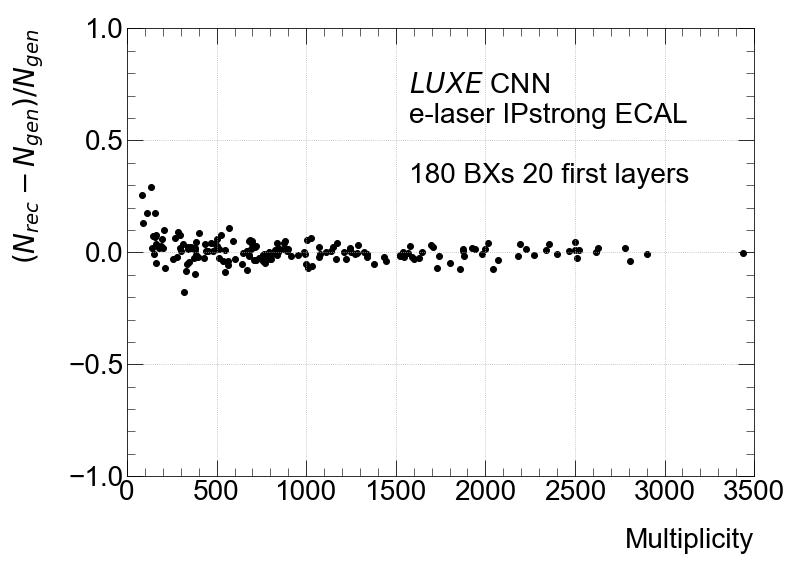 (N_rec − N_gen)/N_gen
1.0
0.5
0.0
−0.5
−1.0
LUXE CNN
e-laser IPstrong ECAL
180 BXs 20 first layers
0 500 1000 1500 2000 2500 3000 3500
Multiplicity